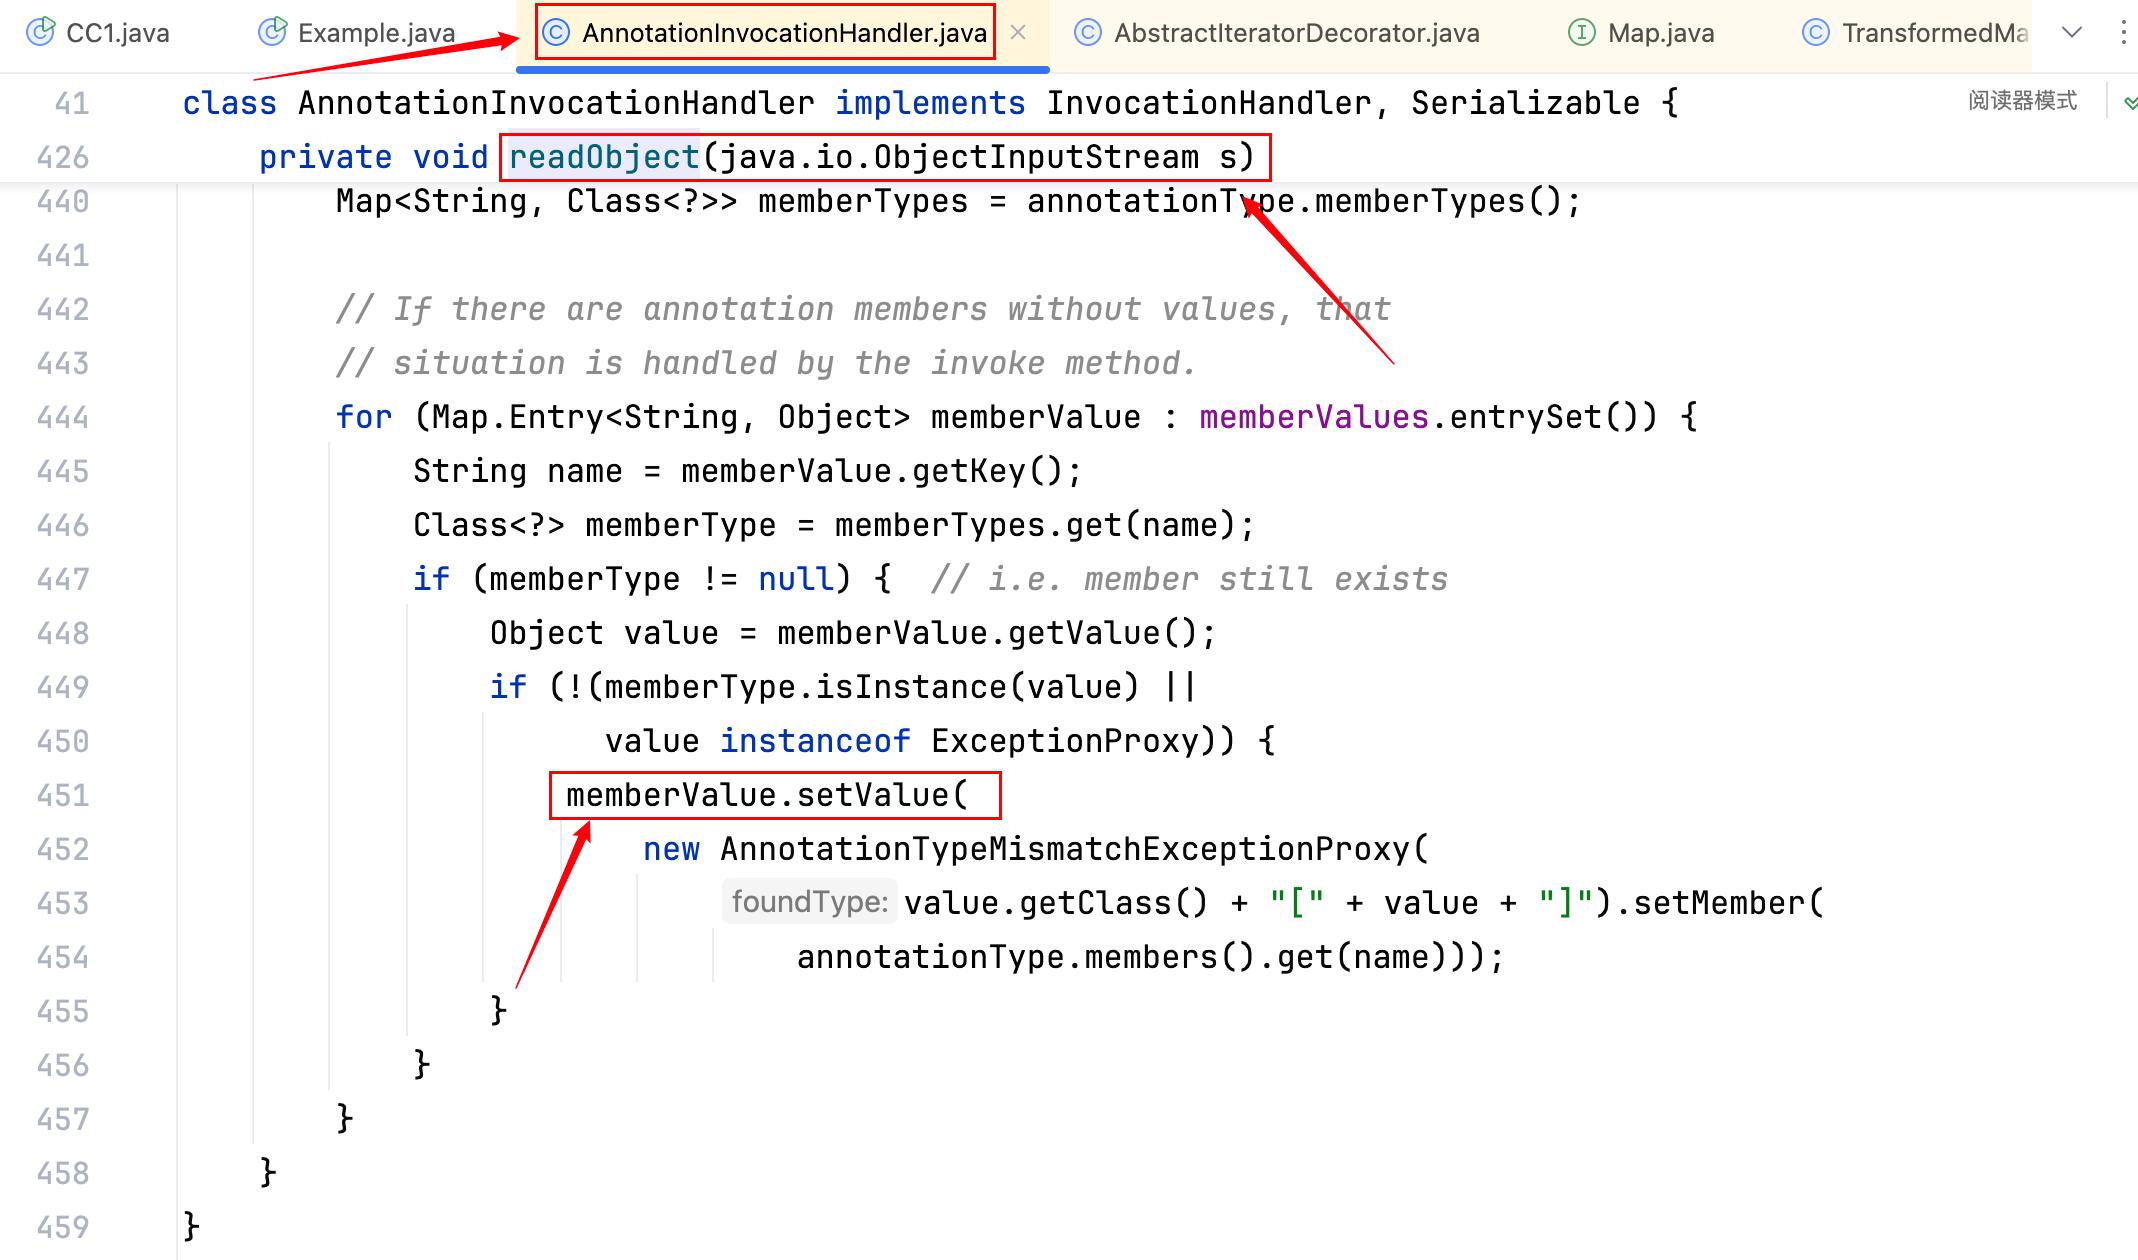 CC1.java Example.java AnnotationInvocationHandler.java AbstractIteratorDecorator.java Map.java TransformedMa
41 class AnnotationInvocationHandler implements InvocationHandler, Serializable { 阅读器模式
426 private void readObject(java.io.ObjectInputStream s)
440 Map<String, Class<?>> memberTypes = annotationType.memberTypes();
441
442 // If there are annotation members without values, that
443 // situation is handled by the invoke method.
444 for (Map.Entry<String, Object> memberValue : memberValues.entrySet()) {
445 String name = memberValue.getKey();
446 Class<?> memberType = memberTypes.get(name);
447 if (memberType != null) { // i.e. member still exists
448 Object value = memberValue.getValue();
449 if (!(memberType.isInstance(value) ||
450 value instanceof ExceptionProxy)) {
451 memberValue.setValue(
452 new AnnotationTypeMismatchExceptionProxy(
453 foundType: value.getClass() + "[" + value + "]").setMember(
454 annotationType.members().get(name)));
455 }
456 }
457 }
458 }
459 }